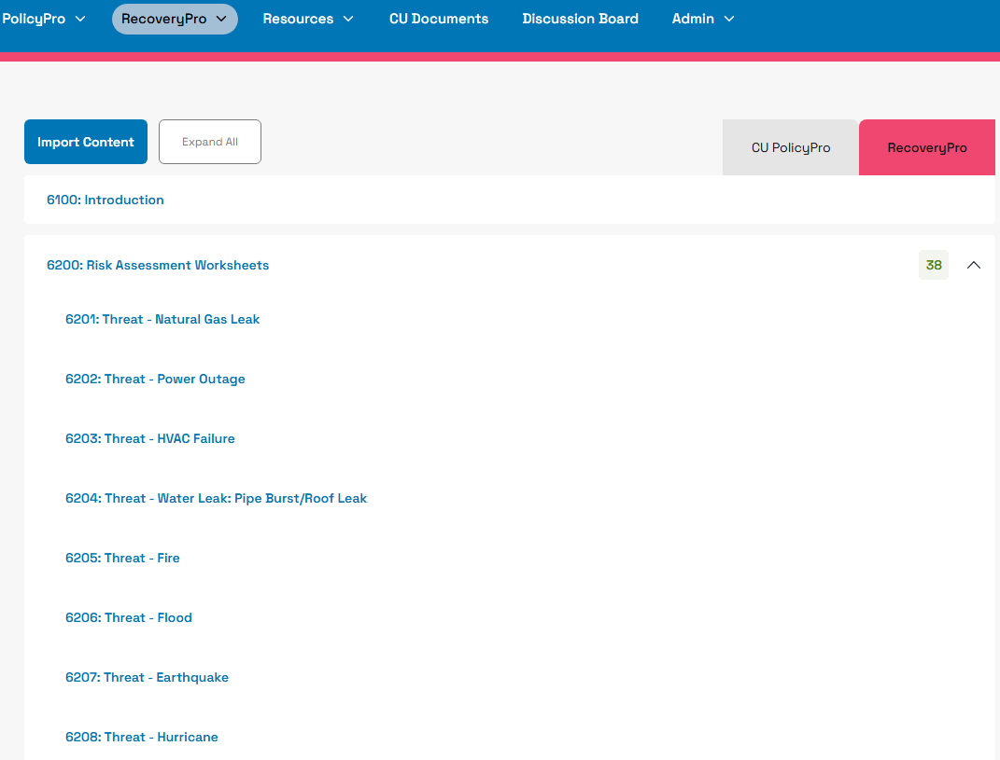 PolicyPro RecoveryPro Resources CU Documents Discussion Board Admin
Import Content Expand All CU PolicyPro RecoveryPro
6100: Introduction
6200: Risk Assessment Worksheets 38
6201: Threat - Natural Gas Leak
6202: Threat - Power Outage
6203: Threat - HVAC Failure
6204: Threat - Water Leak: Pipe Burst/Roof Leak
6205: Threat - Fire
6206: Threat - Flood
6207: Threat - Earthquake
6208: Threat - Hurricane